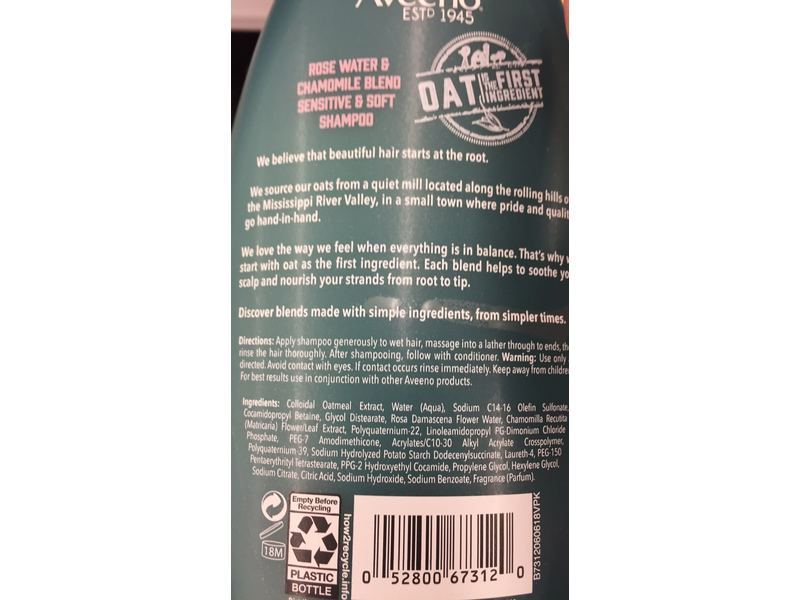 Aveeno
ESTD 1945
ROSE WATER &
CHAMOMILE BLEND
SENSITIVE & SOFT
SHAMPOO
OAT IS THE FIRST
INGREDIENT
We believe that beautiful hair starts at the root.
We source our oats from a quiet mill located along the rolling hills o
the Mississippi River Valley, in a small town where pride and qualit
go hand-in-hand.
We love the way we feel when everything is in balance. That's why
start with oat as the first ingredient. Each blend helps to soothe yo
scalp and nourish your strands from root to tip.
Discover blends made with simple ingredients, from simpler times.
Directions: Apply shampoo generously to wet hair, massage into a lather through to ends, the
rinse the hair thoroughly. After shampooing, follow with conditioner. Warning: Use only
directed. Avoid contact with eyes. If contact occurs rinse immediately. Keep away from childre
For best results use in conjunction with other Aveeno products.
Ingredients: Colloidal Oatmeal Extract, Water (Aqua), Sodium C14-16 Olefin Sulfonate,
Cocamidopropyl Betaine, Glycol Distearate, Rosa Damascena Flower Water, Chamomilla Recutita
(Matricaria) Flower/Leaf Extract, Polyquaternium-22, Linoleamidopropyl PG-Dimonium Chloride
Phosphate, PEG-7 Amodimethicone, Acrylates/C10-30 Alkyl Acrylate Crosspolymer,
Polyquaternium-39, Sodium Hydrolyzed Potato Starch Dodecenylsuccinate, Laureth-4, PEG-150
Pentaerythrityl Tetrastearate, PPG-2 Hydroxyethyl Cocamide, Propylene Glycol, Hexylene Glycol,
Sodium Citrate, Citric Acid, Sodium Hydroxide, Sodium Benzoate, Fragrance (Parfum).
18M
Empty Before
Recycling
PLASTIC
BOTTLE
how2recycle.info
0 52800 67312 0
B7312060618VPK